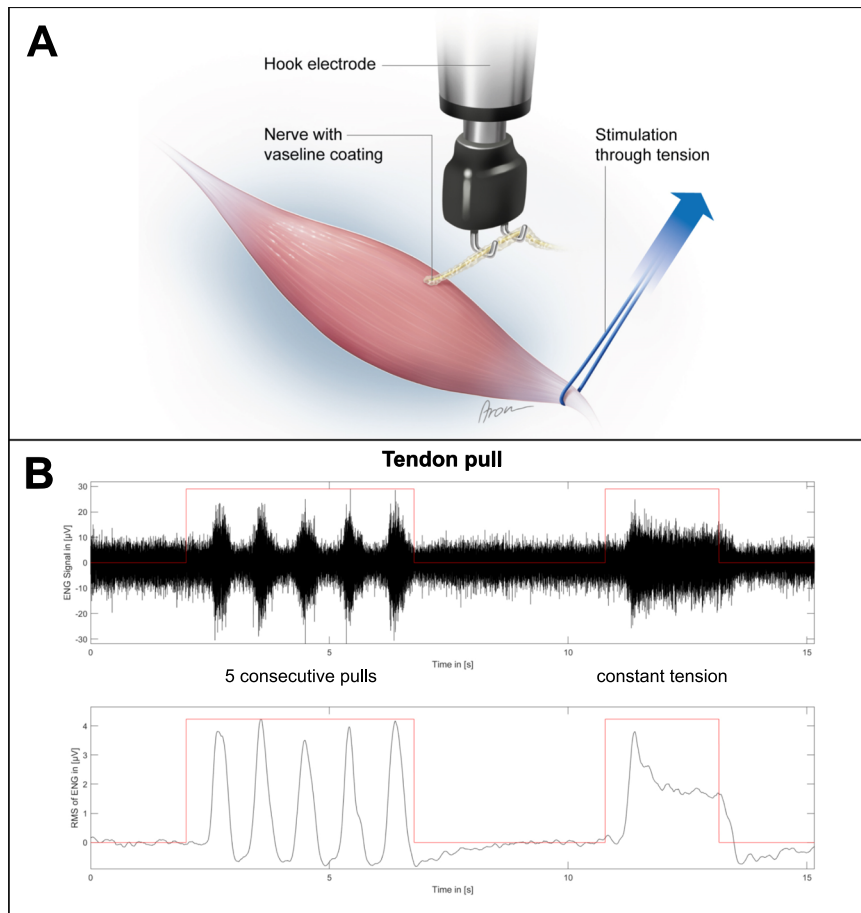 A
Hook electrode
Nerve with
vaseline coating
Stimulation
through tension
Aron
B
Tendon pull
ENG Signal in [µV]
30
20
10
0
-10
-20
-30
0
5
10
15
Time in [s]
5 consecutive pulls
constant tension
RMS of ENG in [µV]
4
3
2
1
0
0
5
10
15
Time in [s]